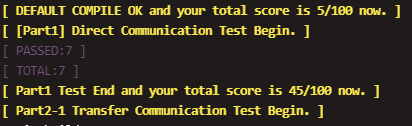 [ DEFAULT COMPILE OK and your total score is 5/100 now. ]
[ [Part1] Direct Communication Test Begin. ]
[ PASSED:7 ]
[ TOTAL:7 ]
[ Part1 Test End and your total score is 45/100 now. ]
[ Part2-1 Transfer Communication Test Begin. ]